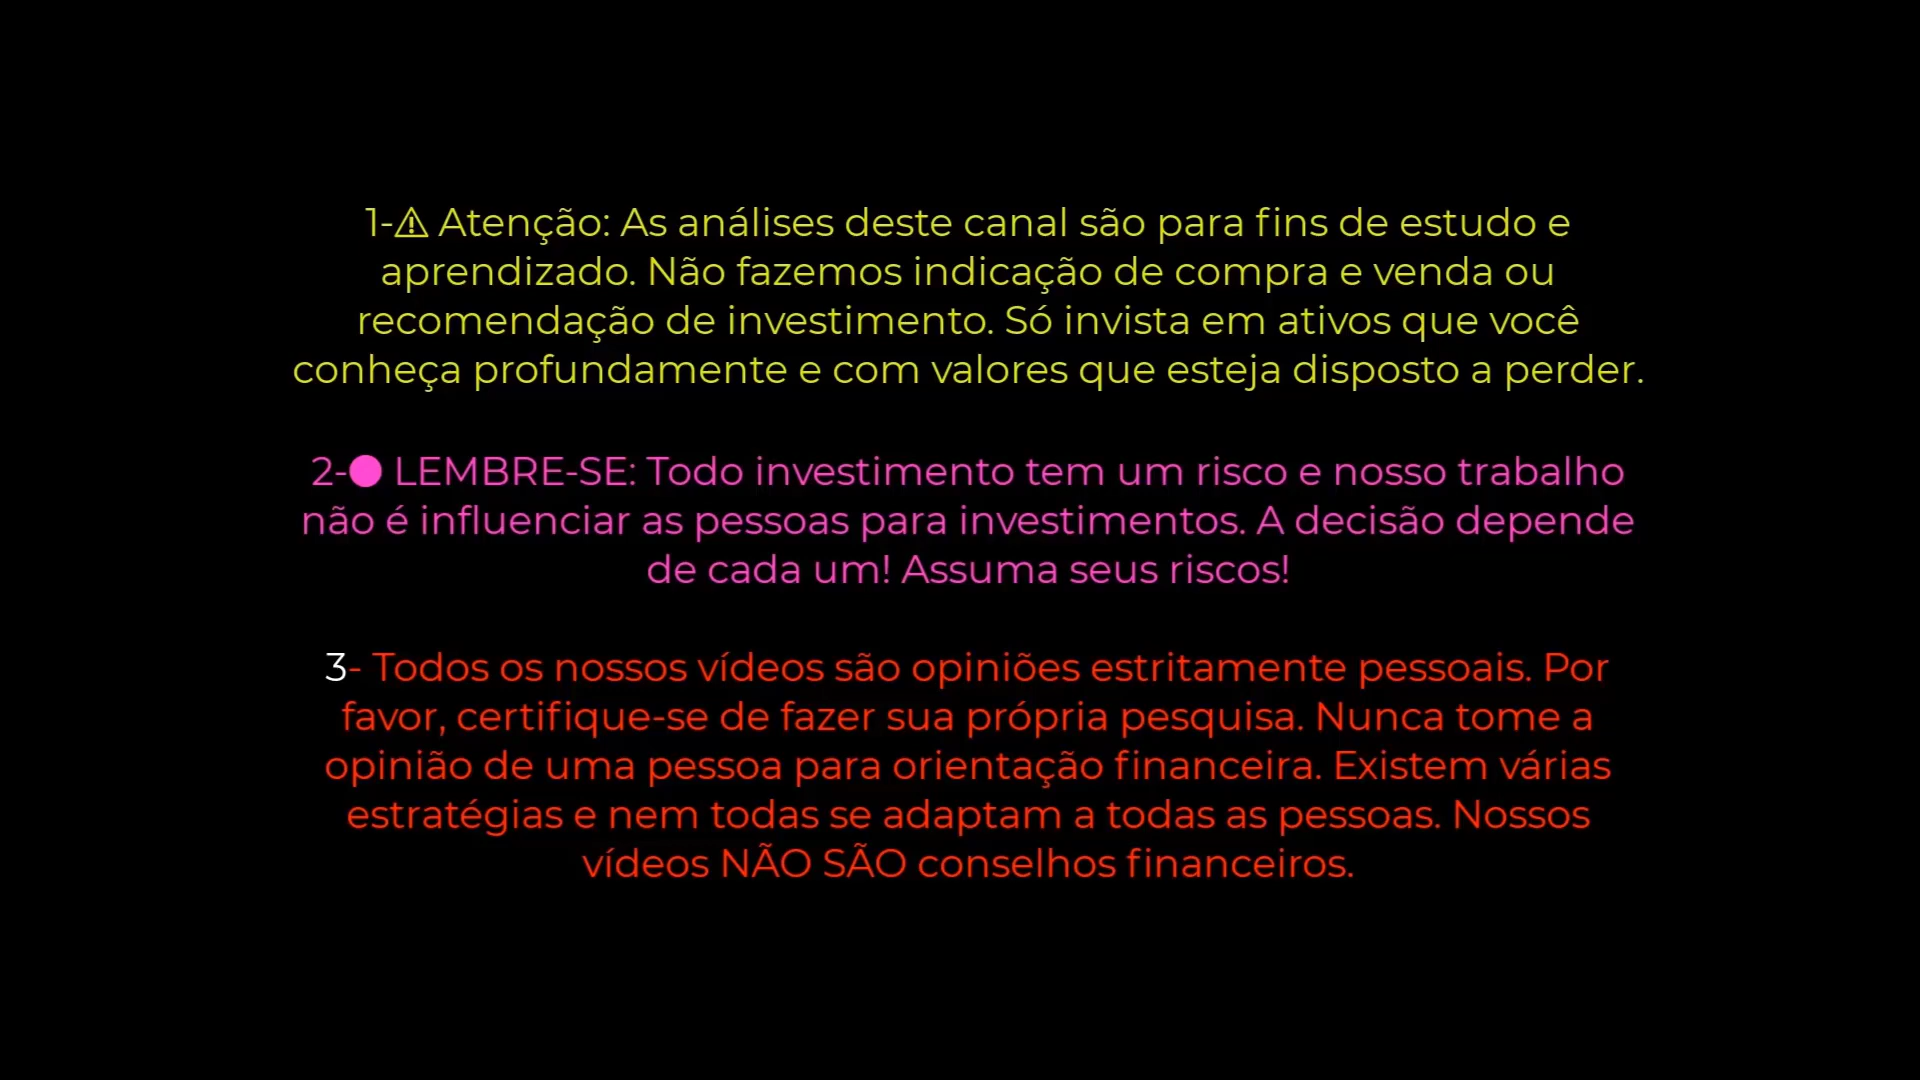 1-⚠ Atenção: As análises deste canal são para fins de estudo e
aprendizado. Não fazemos indicação de compra e venda ou
recomendação de investimento. Só invista em ativos que você
conheça profundamente e com valores que esteja disposto a perder.
2-● LEMBRE-SE: Todo investimento tem um risco e nosso trabalho
não é influenciar as pessoas para investimentos. A decisão depende
de cada um! Assuma seus riscos!
3- Todos os nossos vídeos são opiniões estritamente pessoais. Por
favor, certifique-se de fazer sua própria pesquisa. Nunca tome a
opinião de uma pessoa para orientação financeira. Existem várias
estratégias e nem todas se adaptam a todas as pessoas. Nossos
vídeos NÃO SÃO conselhos financeiros.